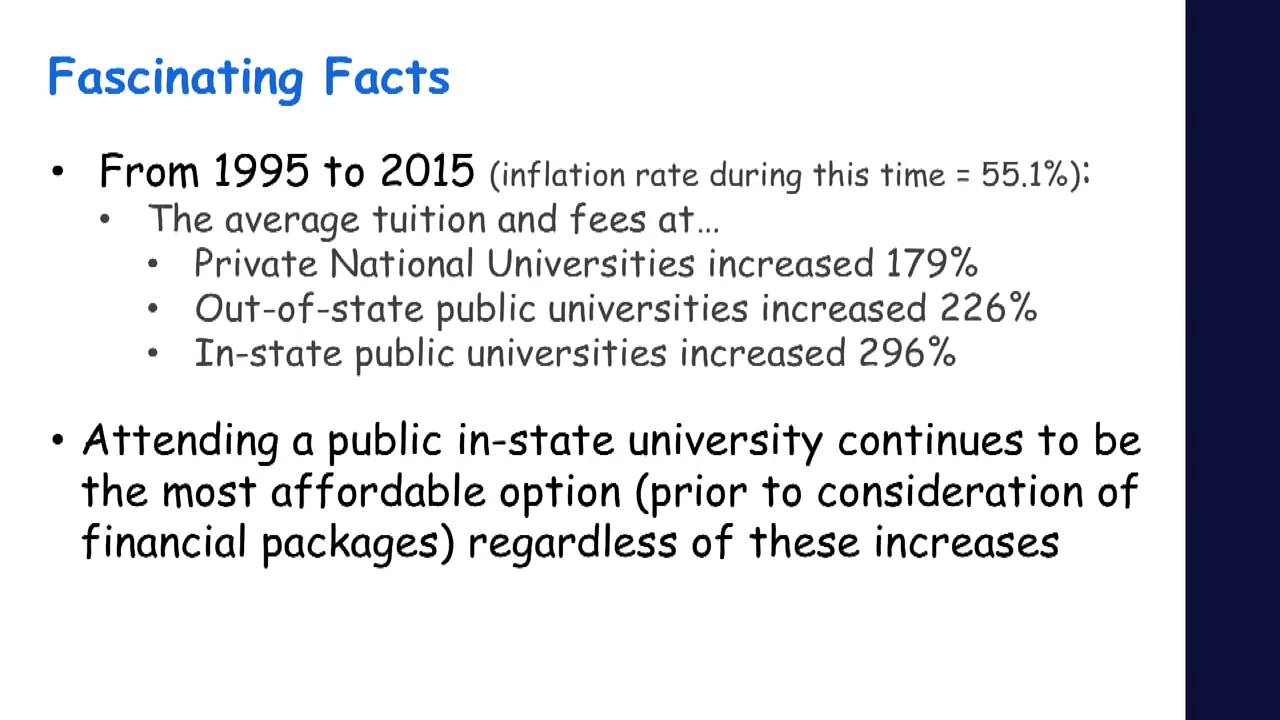 Fascinating Facts
• From 1995 to 2015 (inflation rate during this time = 55.1%):
• The average tuition and fees at...
• Private National Universities increased 179%
• Out-of-state public universities increased 226%
• In-state public universities increased 296%
• Attending a public in-state university continues to be
the most affordable option (prior to consideration of
financial packages) regardless of these increases